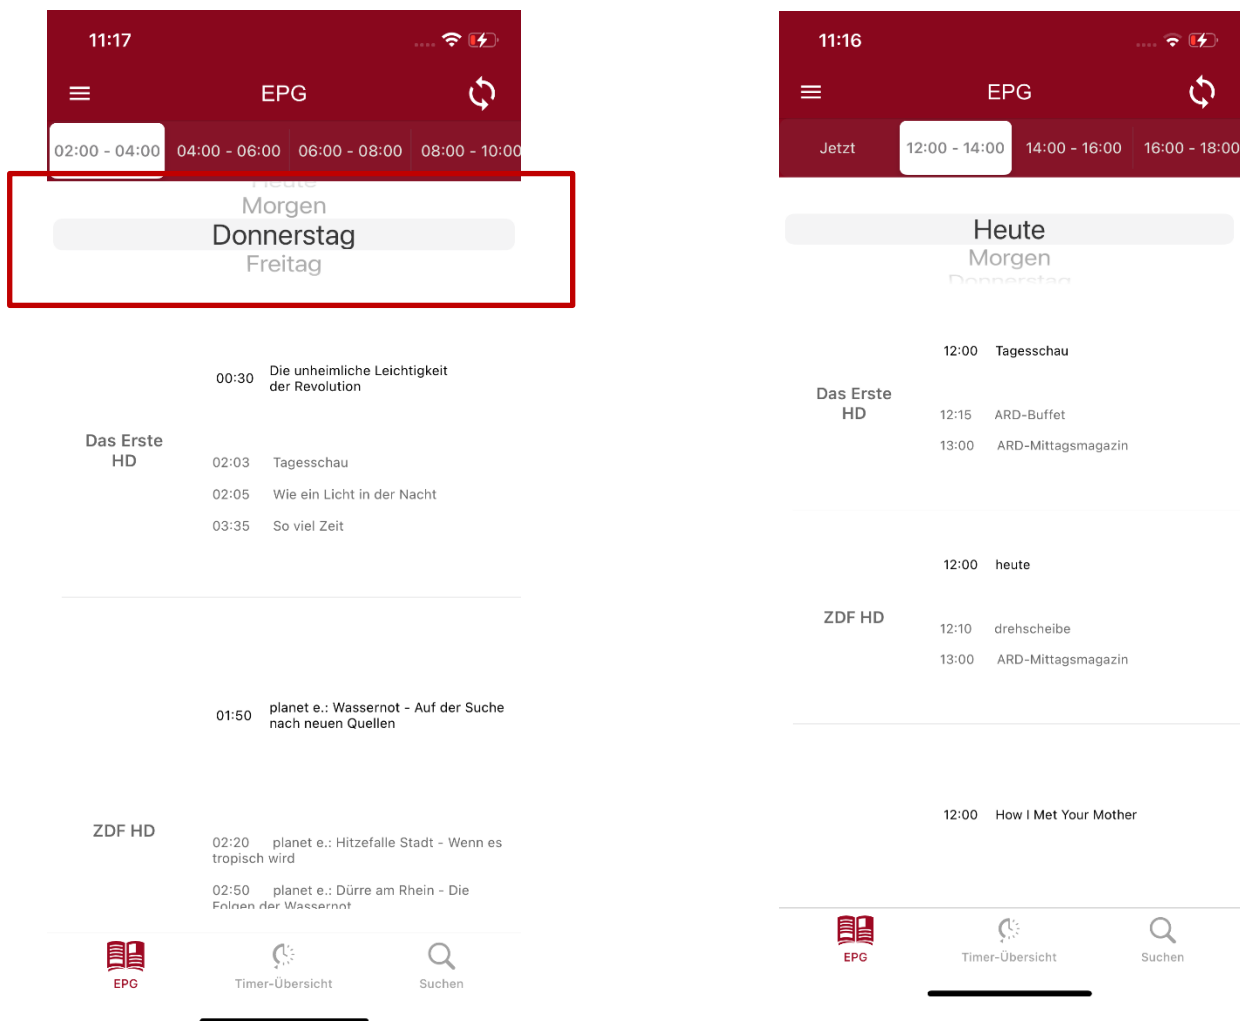 11:17
EPG
02:00 - 04:00 04:00 - 06:00 06:00 - 08:00 08:00 - 10:00
Heute
Morgen
Donnerstag
Freitag
00:30 Die unheimliche Leichtigkeit
der Revolution
Das Erste
HD
02:03 Tagesschau
02:05 Wie ein Licht in der Nacht
03:35 So viel Zeit
01:50 planet e.: Wassernot - Auf der Suche
nach neuen Quellen
ZDF HD
02:20 planet e.: Hitzefalle Stadt - Wenn es
tropisch wird
02:50 planet e.: Dürre am Rhein - Die
Folgen der Wassernot
EPG Timer-Übersicht Suchen
11:16
EPG
Jetzt 12:00 - 14:00 14:00 - 16:00 16:00 - 18:00
Heute
Morgen
Donnerstag
12:00 Tagesschau
Das Erste
HD
12:15 ARD-Buffet
13:00 ARD-Mittagsmagazin
12:00 heute
ZDF HD
12:10 drehscheibe
13:00 ARD-Mittagsmagazin
12:00 How I Met Your Mother
EPG Timer-Übersicht Suchen